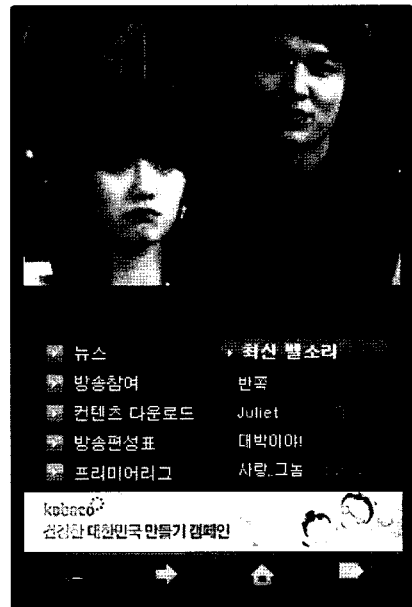 뉴스
방송참여
컨텐츠 다운로드
방송편성표
프리미어리그
최신 벨소리
반쪽
Juliet
대박이야!
사랑..그놈
kobaco
건강한 대한민국 만들기 캠페인